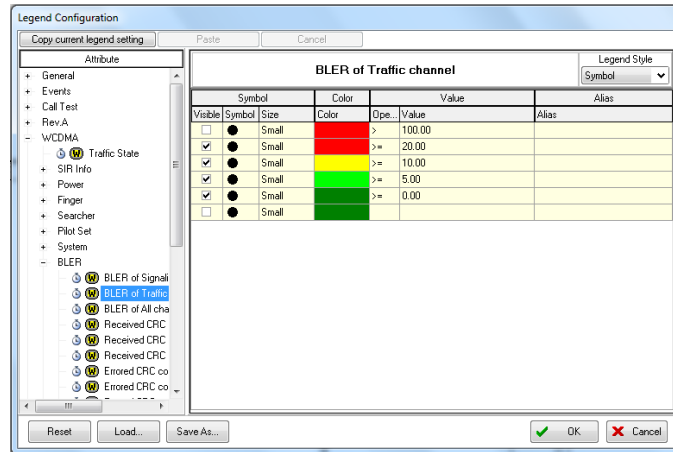 Legend Configuration
Copy current legend setting Paste Cancel
Attribute
+ General
+ Events
+ Call Test
+ Rev.A
- WCDMA
W Traffic State
+ SIR Info
+ Power
+ Finger
+ Searcher
+ Pilot Set
+ System
- BLER
W BLER of Signali
W BLER of Traffic
W BLER of All cha
W Received CRC
W Received CRC
W Received CRC
W Errored CRC co
W Errored CRC co
BLER of Traffic channel
Legend Style
Symbol
Symbol Color Value Alias
Visible Symbol Size Color Ope... Value Alias
Small > 100.00
Small >= 20.00
Small >= 10.00
Small >= 5.00
Small >= 0.00
Small
Reset Load... Save As... OK Cancel